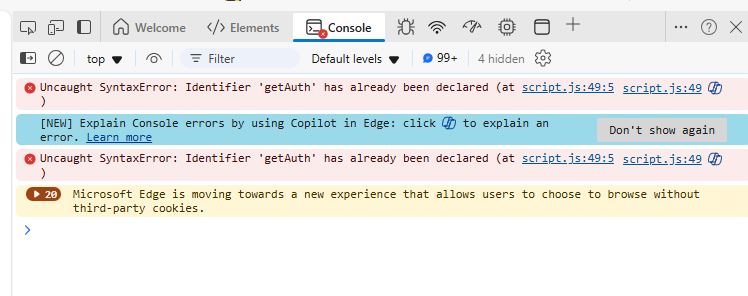 Welcome </> Elements Console
top Filter Default levels 99+ 4 hidden
Uncaught SyntaxError: Identifier 'getAuth' has already been declared (at script.js:49:5 script.js:49
)
[NEW] Explain Console errors by using Copilot in Edge: click to explain an
error. Learn more Don't show again
Uncaught SyntaxError: Identifier 'getAuth' has already been declared (at script.js:49:5 script.js:49
)
20 Microsoft Edge is moving towards a new experience that allows users to choose to browse without
third-party cookies.